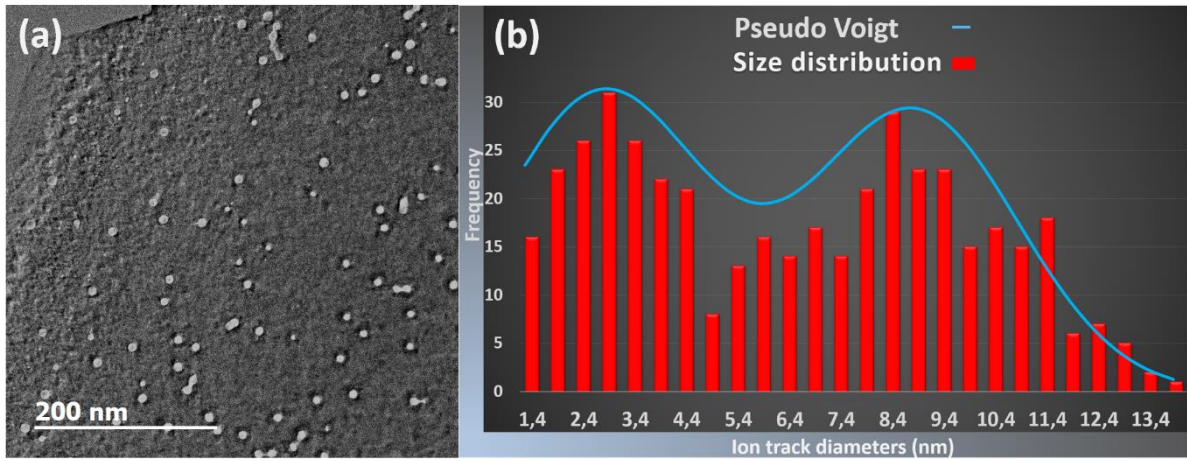 (a)
200 nm
(b)
Pseudo Voigt
Size distribution
Frequency
30
25
20
15
10
5
0
1,4 2,4 3,4 4,4 5,4 6,4 7,4 8,4 9,4 10,4 11,4 12,4 13,4
Ion track diameters (nm)